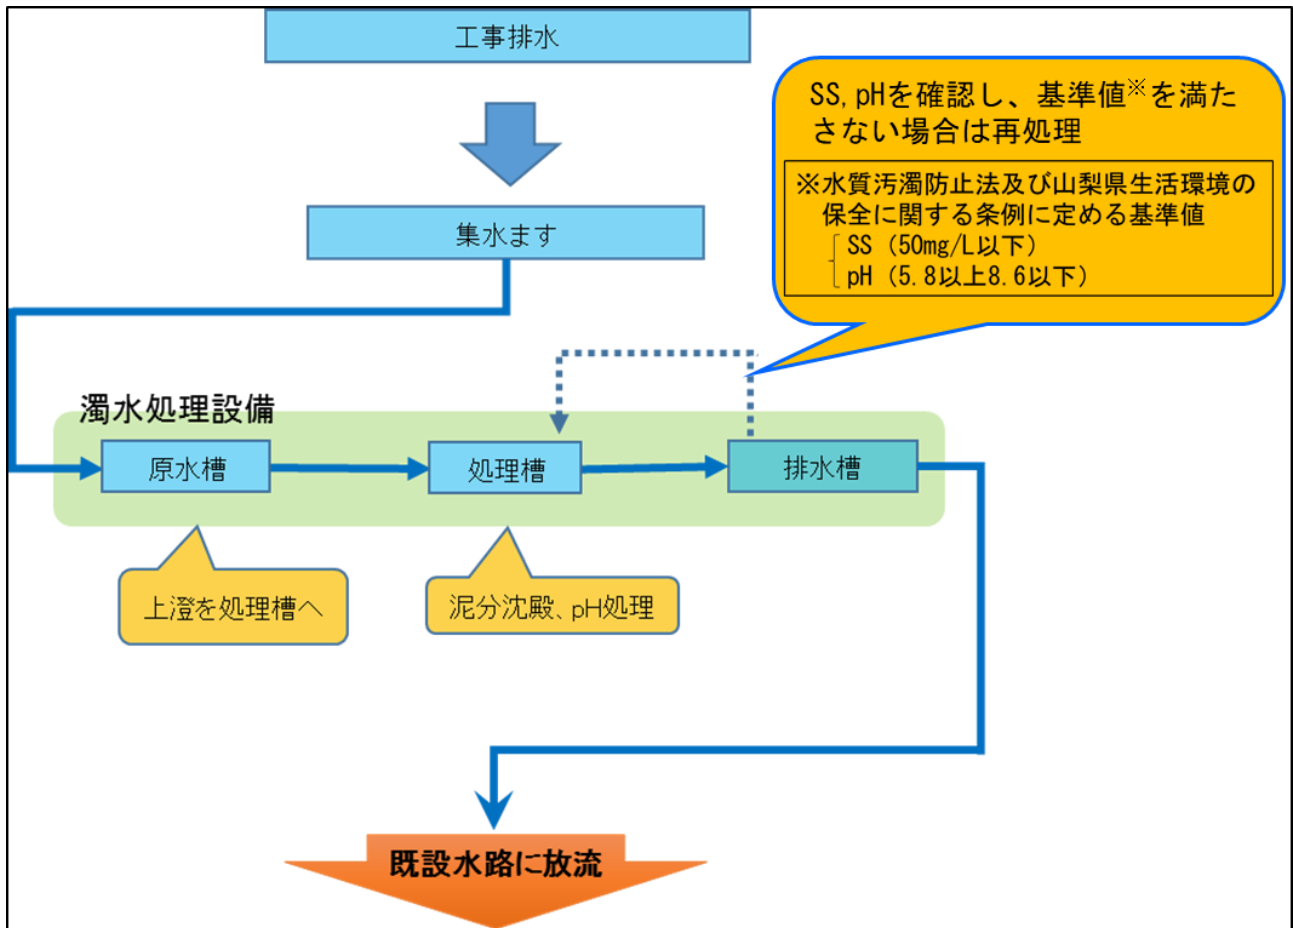 工事排水
SS,pHを確認し、基準値※を満た
さない場合は再処理
※水質汚濁防止法及び山梨県生活環境の
保全に関する条例に定める基準値
SS（50mg/L以下）
pH（5.8以上8.6以下）
集水ます
濁水処理設備
原水槽
処理槽
排水槽
上澄を処理槽へ
泥分沈殿、pH処理
既設水路に放流